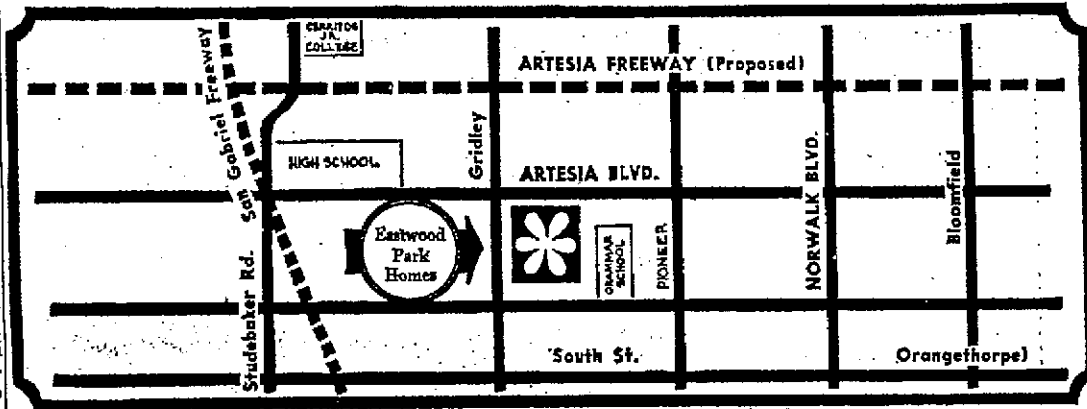 CERRITOS
JR.
COLLEGE
San Gabriel Freeway
ARTESIA FREEWAY (Proposed)
HIGH SCHOOL
Gridley
ARTESIA BLVD.
Eastwood
Park
Homes
GRAMMAR
SCHOOL
PIONEER
NORWALK BLVD.
Bloomfield
Studebaker Rd.
South St.
Orangethorpe)